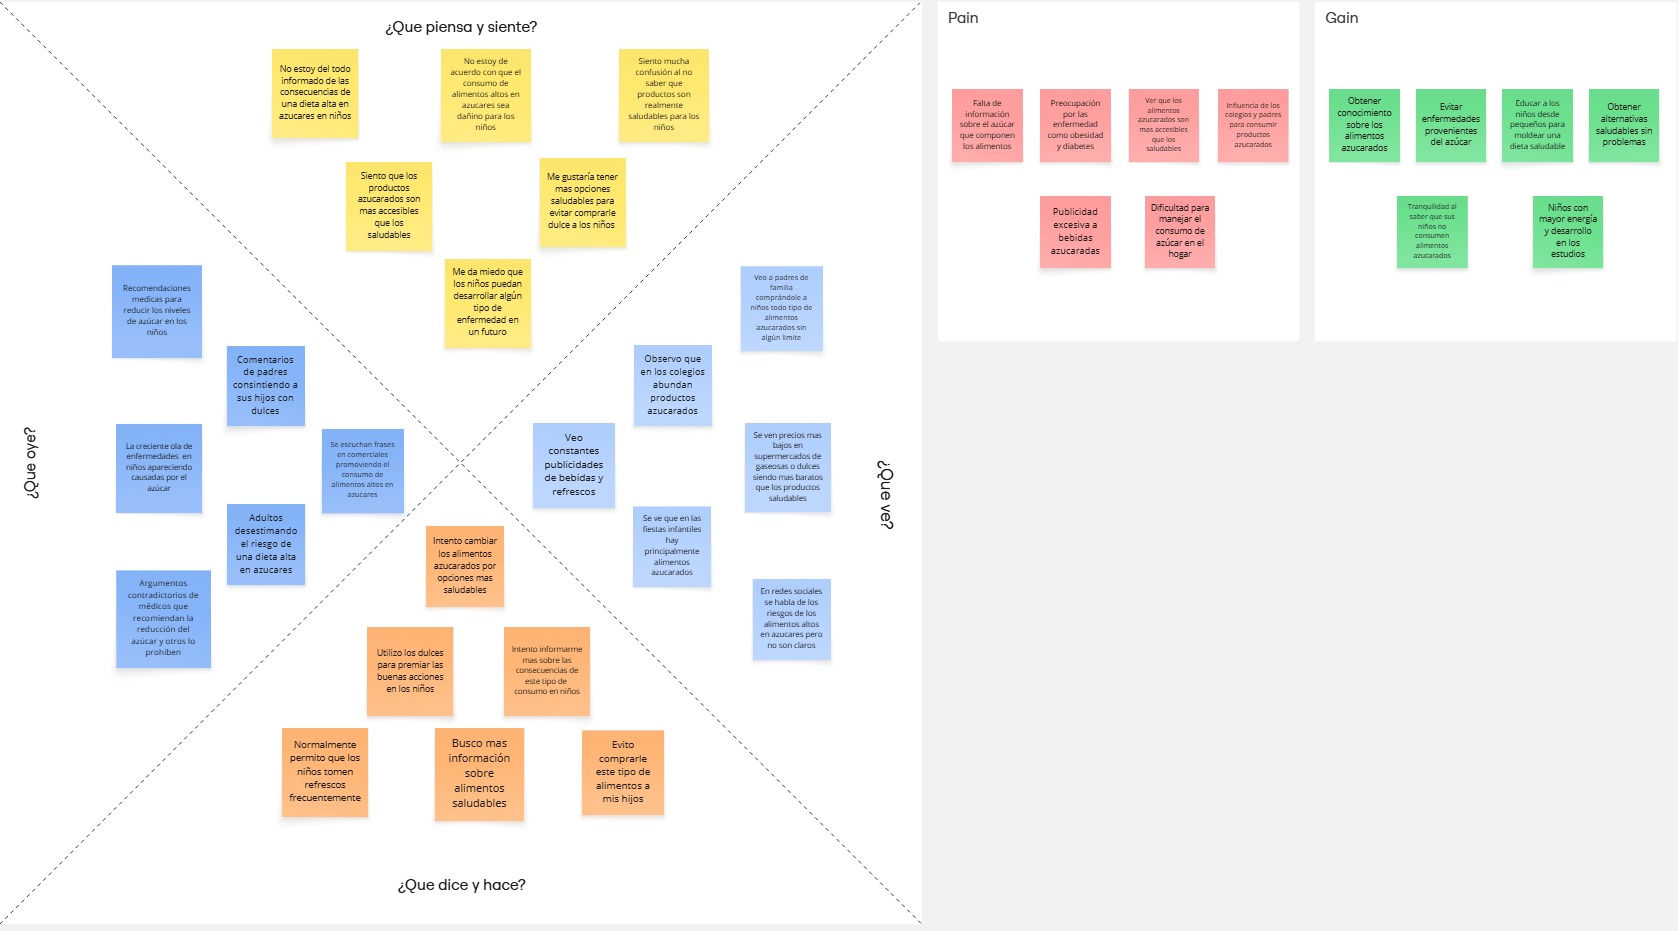 ¿Que piensa y siente?
No estoy del todo
informado de las
consecuencias de
una dieta alta en
azucares en niños
No estoy de
acuerdo con que el
consumo de
alimentos altos en
azucares sea
dañino para los
niños
Siento mucha
confusión al no
saber que
productos son
realmente
saludables para los
niños
Siento que los
productos
azucarados son
mas accesibles
que los
saludables
Me gustaría tener
mas opciones
saludables para
evitar comprarle
dulce a los niños
Me da miedo que
los niños puedan
desarrollar algún
tipo de
enfermedad en
un futuro
¿Que oye?
Recomendaciones
medicas para
reducir los niveles
de azúcar en los
niños
Comentarios
de padres
consintiendo a
sus hijos con
dulces
La creciente ola de
enfermedades en
niños apareciendo
causadas por el
azúcar
Se escuchan frases
en comerciales
promoviendo el
consumo de
alimentos altos en
azucares
Adultos
desestimando
el riesgo de
una dieta alta
en azucares
Argumentos
contradictorios de
médicos que
recomiendan la
reducción del
azúcar y otros lo
prohíben
¿Que ve?
Veo a padres de
familia
comprándole a
niños todo tipo de
alimentos
azucarados sin
algún limite
Observo que
en los colegios
abundan
productos
azucarados
Veo
constantes
publicidades
de bebidas y
refrescos
Se ven precios mas
bajos en
supermercados de
gaseosas o dulces
siendo mas baratos
que los productos
saludables
Se ve que en las
fiestas infantiles
hay
principalmente
alimentos
azucarados
En redes sociales
se habla de los
riesgos de los
alimentos altos
en azucares pero
no son claros
Intento cambiar
los alimentos
azucarados por
opciones mas
saludables
Utilizo los dulces
para premiar las
buenas acciones
en los niños
Intento informarme
mas sobre las
consecuencias de
este tipo de
consumo en niños
Normalmente
permito que los
niños tomen
refrescos
frecuentemente
Busco mas
información
sobre
alimentos
saludables
Evito
comprarle
este tipo de
alimentos a
mis hijos
¿Que dice y hace?
Pain
Falta de
información
sobre el azúcar
que componen
los alimentos
Preocupación
por las
enfermedad
como obesidad
y diabetes
Ver que los
alimentos
azucarados son
mas accesibles
que los
saludables
Influencia de los
colegios y padres
para consumir
productos
azucarados
Publicidad
excesiva a
bebidas
azucaradas
Dificultad para
manejar el
consumo de
azúcar en el
hogar
Gain
Obtener
conocimiento
sobre los
alimentos
azucarados
Evitar
enfermedades
provenientes
del azúcar
Educar a los
niños desde
pequeños para
moldear una
dieta saludable
Obtener
alternativas
saludables sin
problemas
Tranquilidad al
saber que sus
niños no
consumen
alimentos
azucarados
Niños con
mayor energía
y desarrollo
en los
estudios